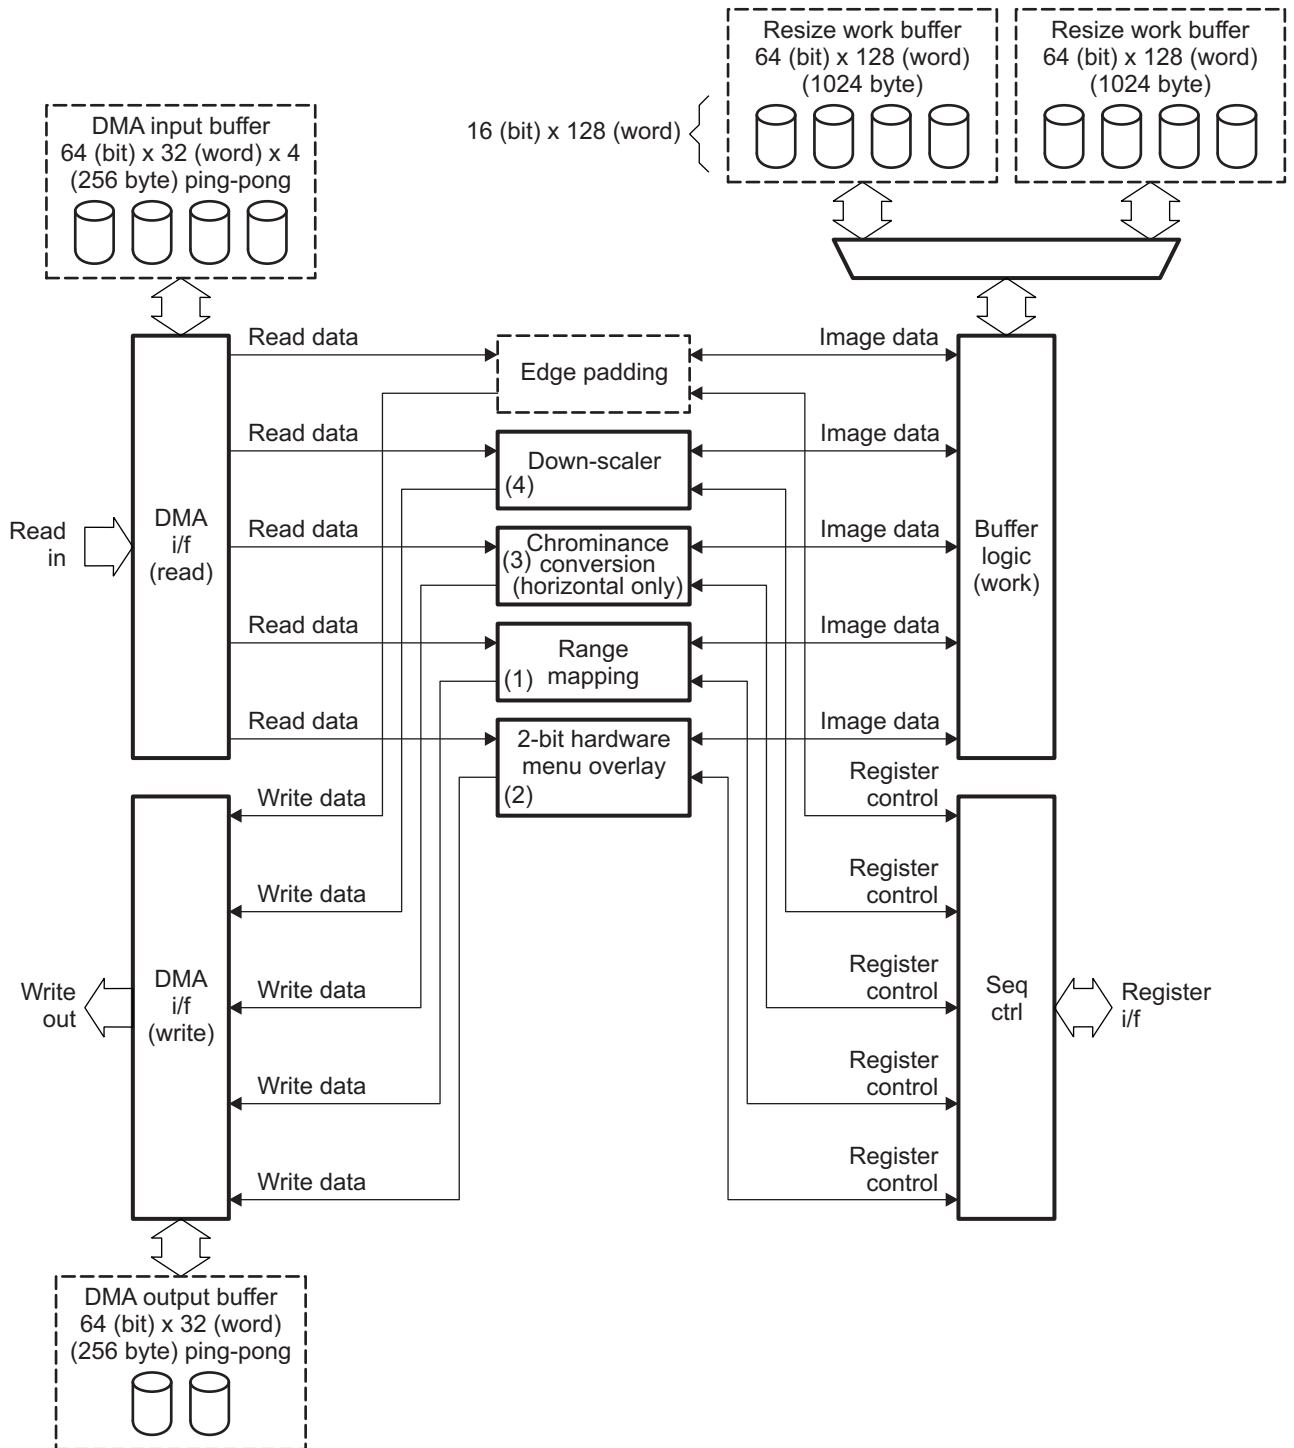 Resize work buffer
64 (bit) x 128 (word)
(1024 byte)
Resize work buffer
64 (bit) x 128 (word)
(1024 byte)
16 (bit) x 128 (word)
DMA input buffer
64 (bit) x 32 (word) x 4
(256 byte) ping-pong
Read data
Edge padding
Image data
Read data
Down-scaler
(4)
Image data
Read
in
DMA
i/f
(read)
Read data
Chrominance
(3) conversion
(horizontal only)
Image data
Buffer
logic
(work)
Read data
Range
(1) mapping
Image data
Read data
2-bit hardware
menu overlay
(2)
Image data
Write data
Register
control
Write data
Register
control
Write
out
DMA
i/f
(write)
Write data
Register
control
Seq
ctrl
Register
i/f
Write data
Register
control
Write data
Register
control
DMA output buffer
64 (bit) x 32 (word)
(256 byte) ping-pong